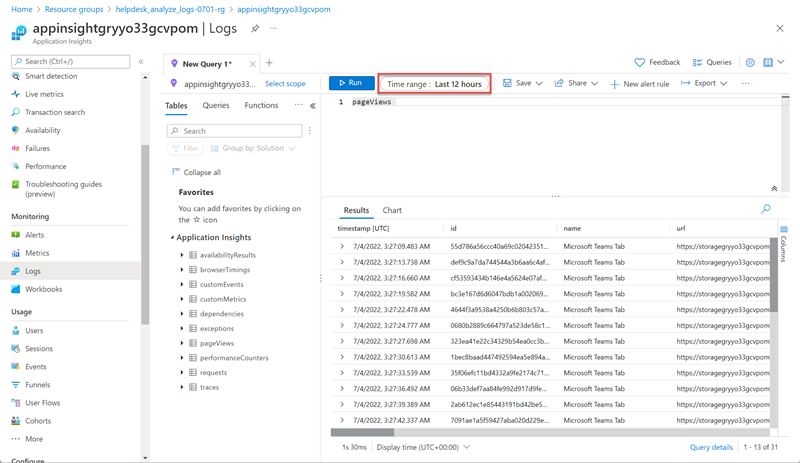 Home > Resource groups > helpdesk_analyze_logs-0701-rg > appinsightgryyo33gcvpom
appinsightgryyo33gcvpom | Logs
Application Insights
Search (Ctrl+/)
Smart detection
Live metrics
Transaction search
Availability
Failures
Performance
Troubleshooting guides
(preview)
Monitoring
Alerts
Metrics
Logs
Workbooks
Usage
Users
Sessions
Events
Funnels
User Flows
Cohorts
More
Configure
New Query 1*
Feedback
Queries
appinsightgryyo33gc... Select scope
Run
Time range : Last 12 hours
Save
Share
New alert rule
Export
Tables Queries Functions
Search
Filter
Group by: Solution
Collapse all
Favorites
You can add favorites by clicking on
the ☆ icon
Application Insights
availabilityResults
browserTimings
customEvents
customMetrics
dependencies
exceptions
pageViews
performanceCounters
requests
traces
1 pageViews
Results Chart
timestamp [UTC] id name url
7/4/2022, 3:27:09.483 AM 55d786a56ccc40a69c02042351... Microsoft Teams Tab https://storagegryyo33gcvpom
7/4/2022, 3:27:13.738 AM def9c9a7da744544a3b6aa6c4af... Microsoft Teams Tab https://storagegryyo33gcvpom
7/4/2022, 3:27:16.660 AM cf53593434b146e4a5624e07af... Microsoft Teams Tab https://storagegryyo33gcvpom
7/4/2022, 3:27:19.582 AM bc3e167d6d6047bdb1a002069... Microsoft Teams Tab https://storagegryyo33gcvpom
7/4/2022, 3:27:22.478 AM 4644f3a9538a4250b6b803c57a... Microsoft Teams Tab https://storagegryyo33gcvpom
7/4/2022, 3:27:24.777 AM 0680b2889c664797a523de58c1... Microsoft Teams Tab https://storagegryyo33gcvpom
7/4/2022, 3:27:27.698 AM 323ea41e22c34329b54ea0cc3b... Microsoft Teams Tab https://storagegryyo33gcvpom
7/4/2022, 3:27:30.613 AM 1bec8baad447492594ea5e894a... Microsoft Teams Tab https://storagegryyo33gcvpom
7/4/2022, 3:27:33.539 AM 35f06efc11bd4332a9fe2174c71... Microsoft Teams Tab https://storagegryyo33gcvpom
7/4/2022, 3:27:36.492 AM 06b33def7aa84fe992d917d9fe... Microsoft Teams Tab https://storagegryyo33gcvpom
7/4/2022, 3:27:39.389 AM 2ab612ec1e85443191bd42be5... Microsoft Teams Tab https://storagegryyo33gcvpom
7/4/2022, 3:27:42.337 AM 7091ae1a5f59427aba020d229e... Microsoft Teams Tab https://storagegryyo33gcvpom
Columns
1s 30ms Display time (UTC+00:00)
Query details 1 - 13 of 31